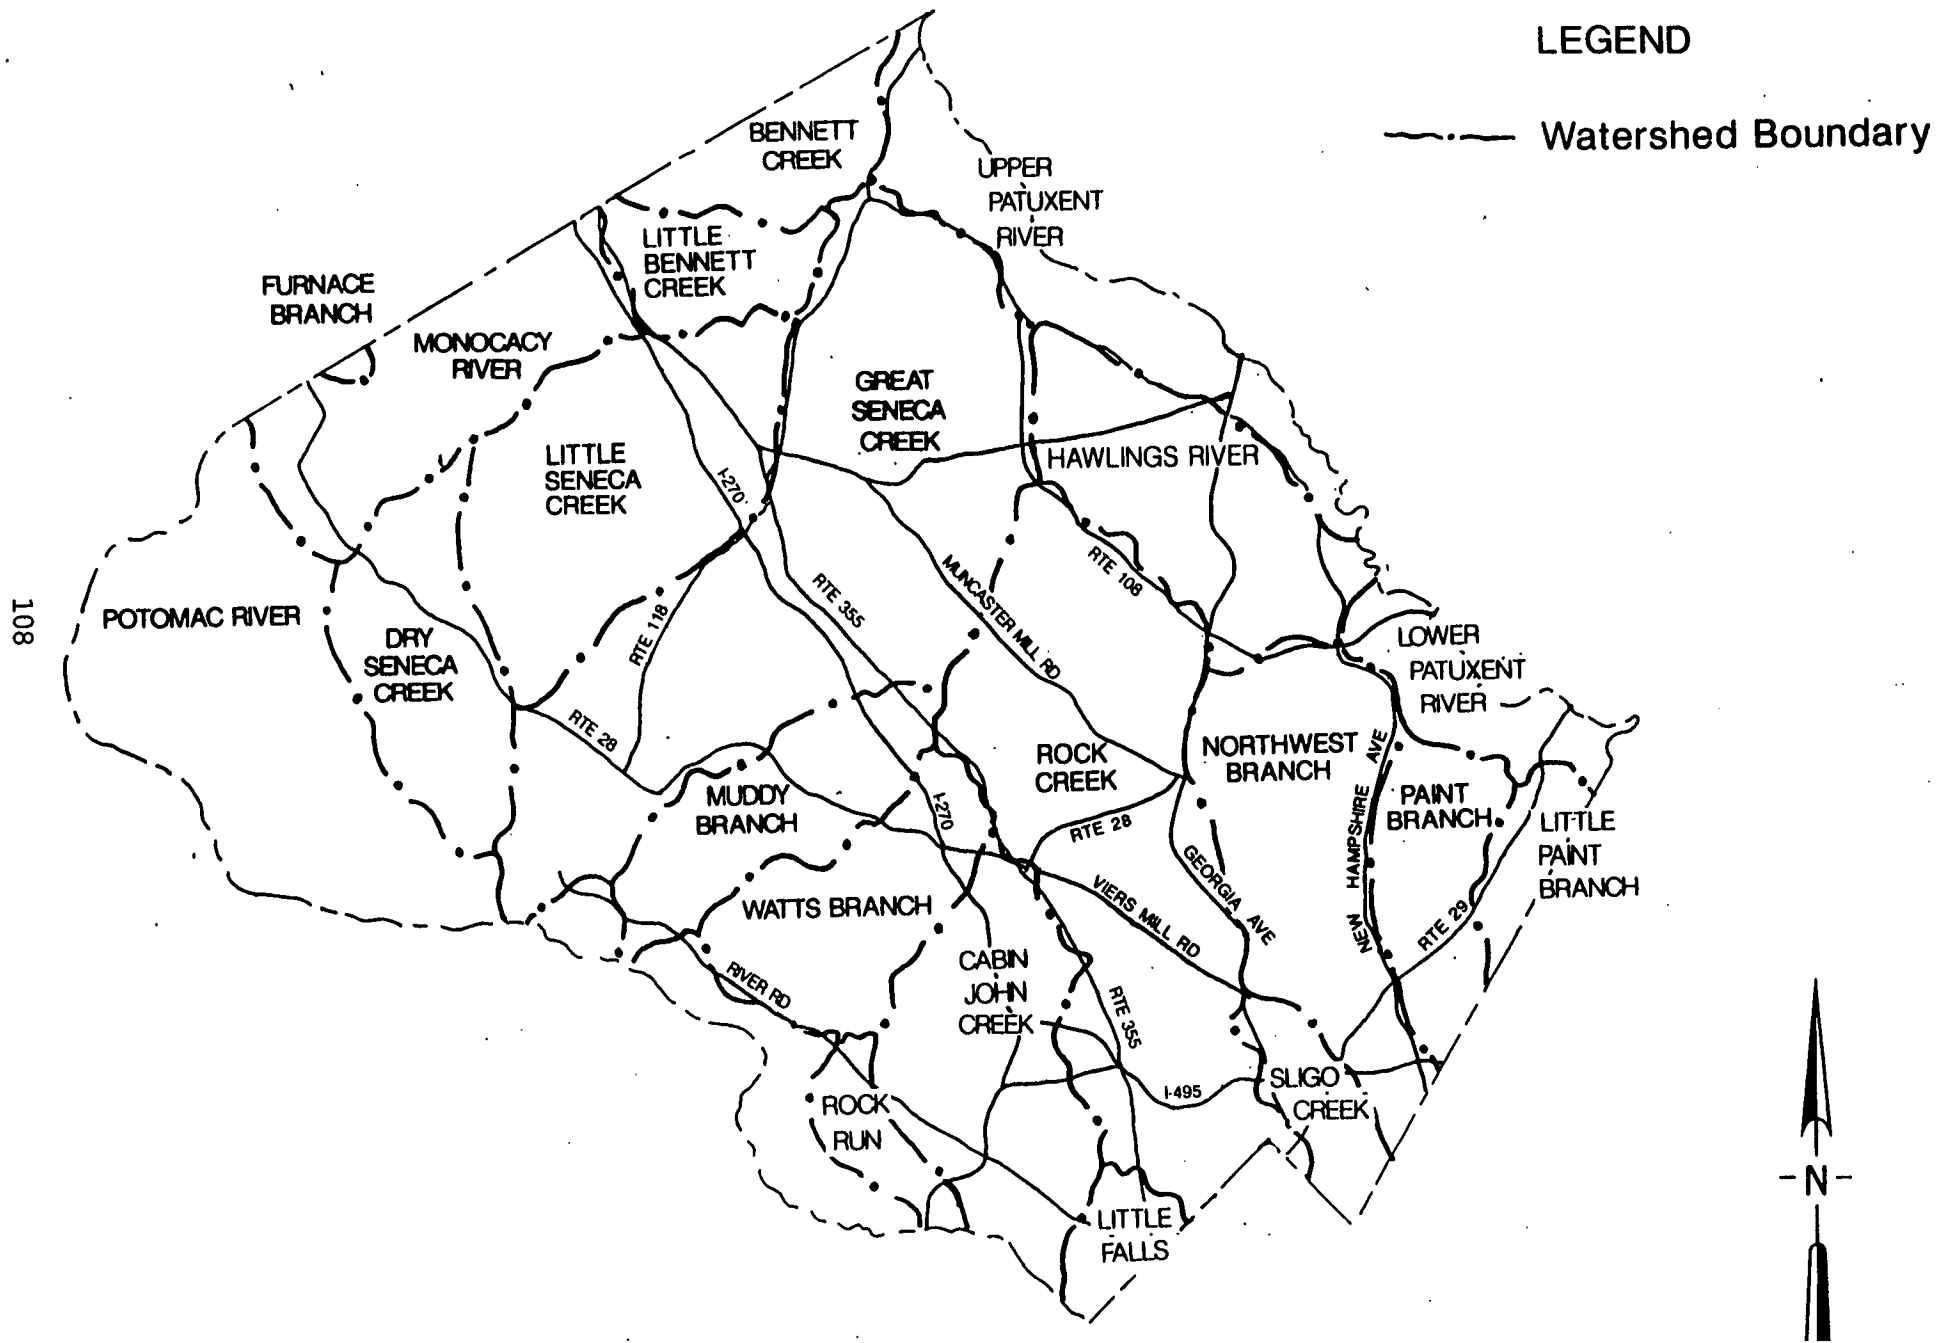 LEGEND
Watershed Boundary
BENNETT
CREEK
UPPER
PATUXENT
RIVER
LITTLE
BENNETT
CREEK
FURNACE
BRANCH
MONOCACY
RIVER
GREAT
SENECA
CREEK
HAWLINGS RIVER
LITTLE
SENECA
CREEK
I-270
RTE 108
MUNCASTER MILL RD
RTE 355
RTE 118
108
POTOMAC RIVER
DRY
SENECA
CREEK
LOWER
PATUXENT
RIVER
RTE 28
ROCK
CREEK
NORTHWEST
BRANCH
NEW HAMPSHIRE AVE
PAINT
BRANCH
LITTLE
PAINT
BRANCH
MUDDY
BRANCH
I-270
RTE 28
GEORGIA AVE
VIERS MILL RD
RTE 29
WATTS BRANCH
RIVER RD
CABIN
JOHN
CREEK
RTE 355
I-495
SLIGO
CREEK
ROCK
RUN
LITTLE
FALLS
-N-